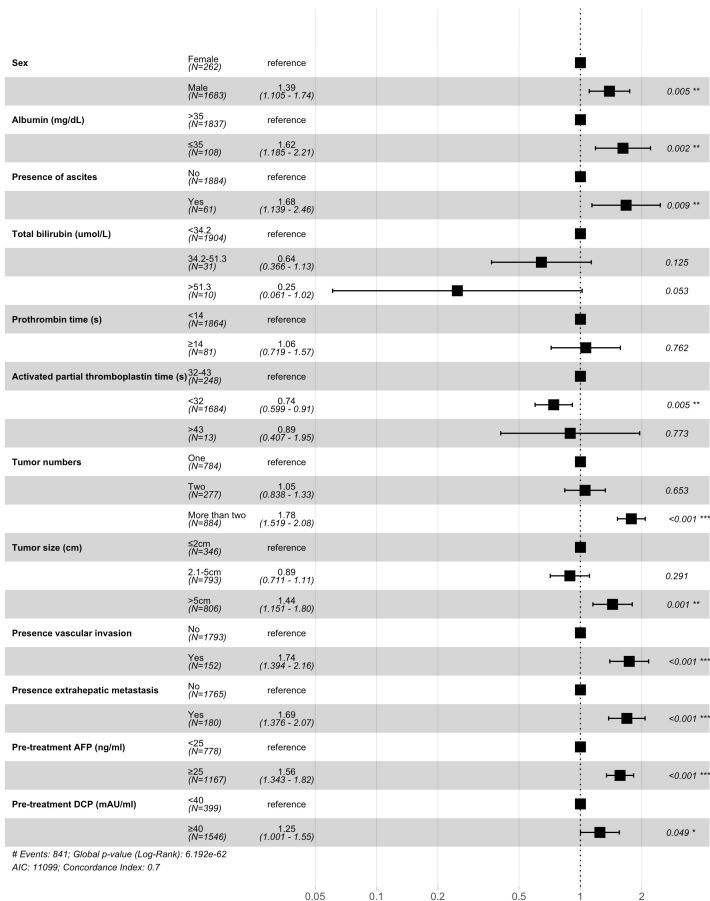 Sex Female reference
(N=262)
Male 1.39 0.005 **
(N=1683) (1.105 - 1.74)
Albumin (mg/dL) >35 reference
(N=1837)
≤35 1.62 0.002 **
(N=108) (1.185 - 2.21)
Presence of ascites No reference
(N=1884)
Yes 1.68 0.009 **
(N=61) (1.139 - 2.46)
Total bilirubin (umol/L) <34.2 reference
(N=1904)
34.2-51.3 0.64 0.125
(N=31) (0.366 - 1.13)
>51.3 0.25 0.053
(N=10) (0.061 - 1.02)
Prothrombin time (s) <14 reference
(N=1864)
≥14 1.06 0.762
(N=81) (0.719 - 1.57)
Activated partial thromboplastin time (s) 32-43 reference
(N=248)
<32 0.74 0.005 **
(N=1684) (0.599 - 0.91)
>43 0.89 0.773
(N=13) (0.407 - 1.95)
Tumor numbers One reference
(N=784)
Two 1.05 0.653
(N=277) (0.838 - 1.33)
More than two 1.78 <0.001 ***
(N=884) (1.519 - 2.08)
Tumor size (cm) ≤2cm reference
(N=346)
2.1-5cm 0.89 0.291
(N=793) (0.711 - 1.11)
>5cm 1.44 0.001 **
(N=806) (1.151 - 1.80)
Presence vascular invasion No reference
(N=1793)
Yes 1.74 <0.001 ***
(N=152) (1.394 - 2.16)
Presence extrahepatic metastasis No reference
(N=1765)
Yes 1.69 <0.001 ***
(N=180) (1.376 - 2.07)
Pre-treatment AFP (ng/ml) <25 reference
(N=778)
≥25 1.56 <0.001 ***
(N=1167) (1.343 - 1.82)
Pre-treatment DCP (mAU/ml) <40 reference
(N=399)
≥40 1.25 0.049 *
(N=1546) (1.001 - 1.55)
# Events: 841; Global p-value (Log-Rank): 6.192e-62
AIC: 11099; Concordance Index: 0.7
0.05 0.1 0.2 0.5 1 2